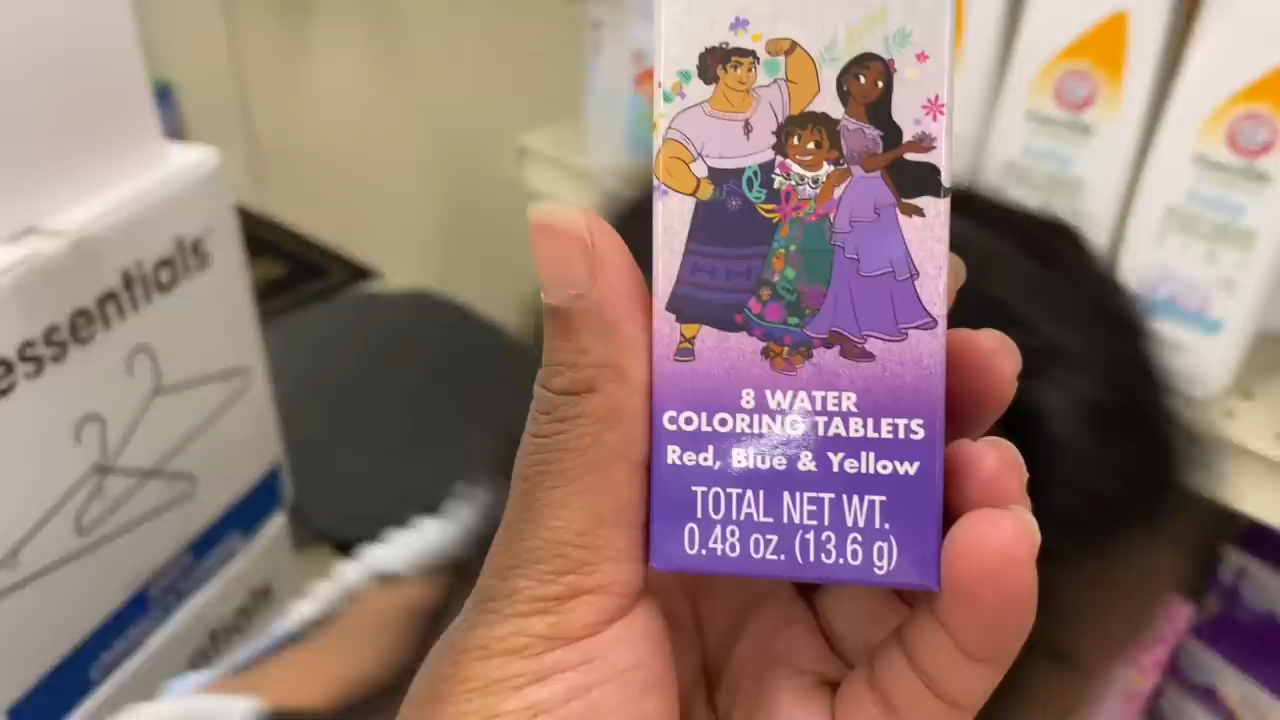 essentials
8 WATER
COLORING TABLETS
Red, Blue & Yellow
TOTAL NET WT.
0.48 oz. (13.6 g)